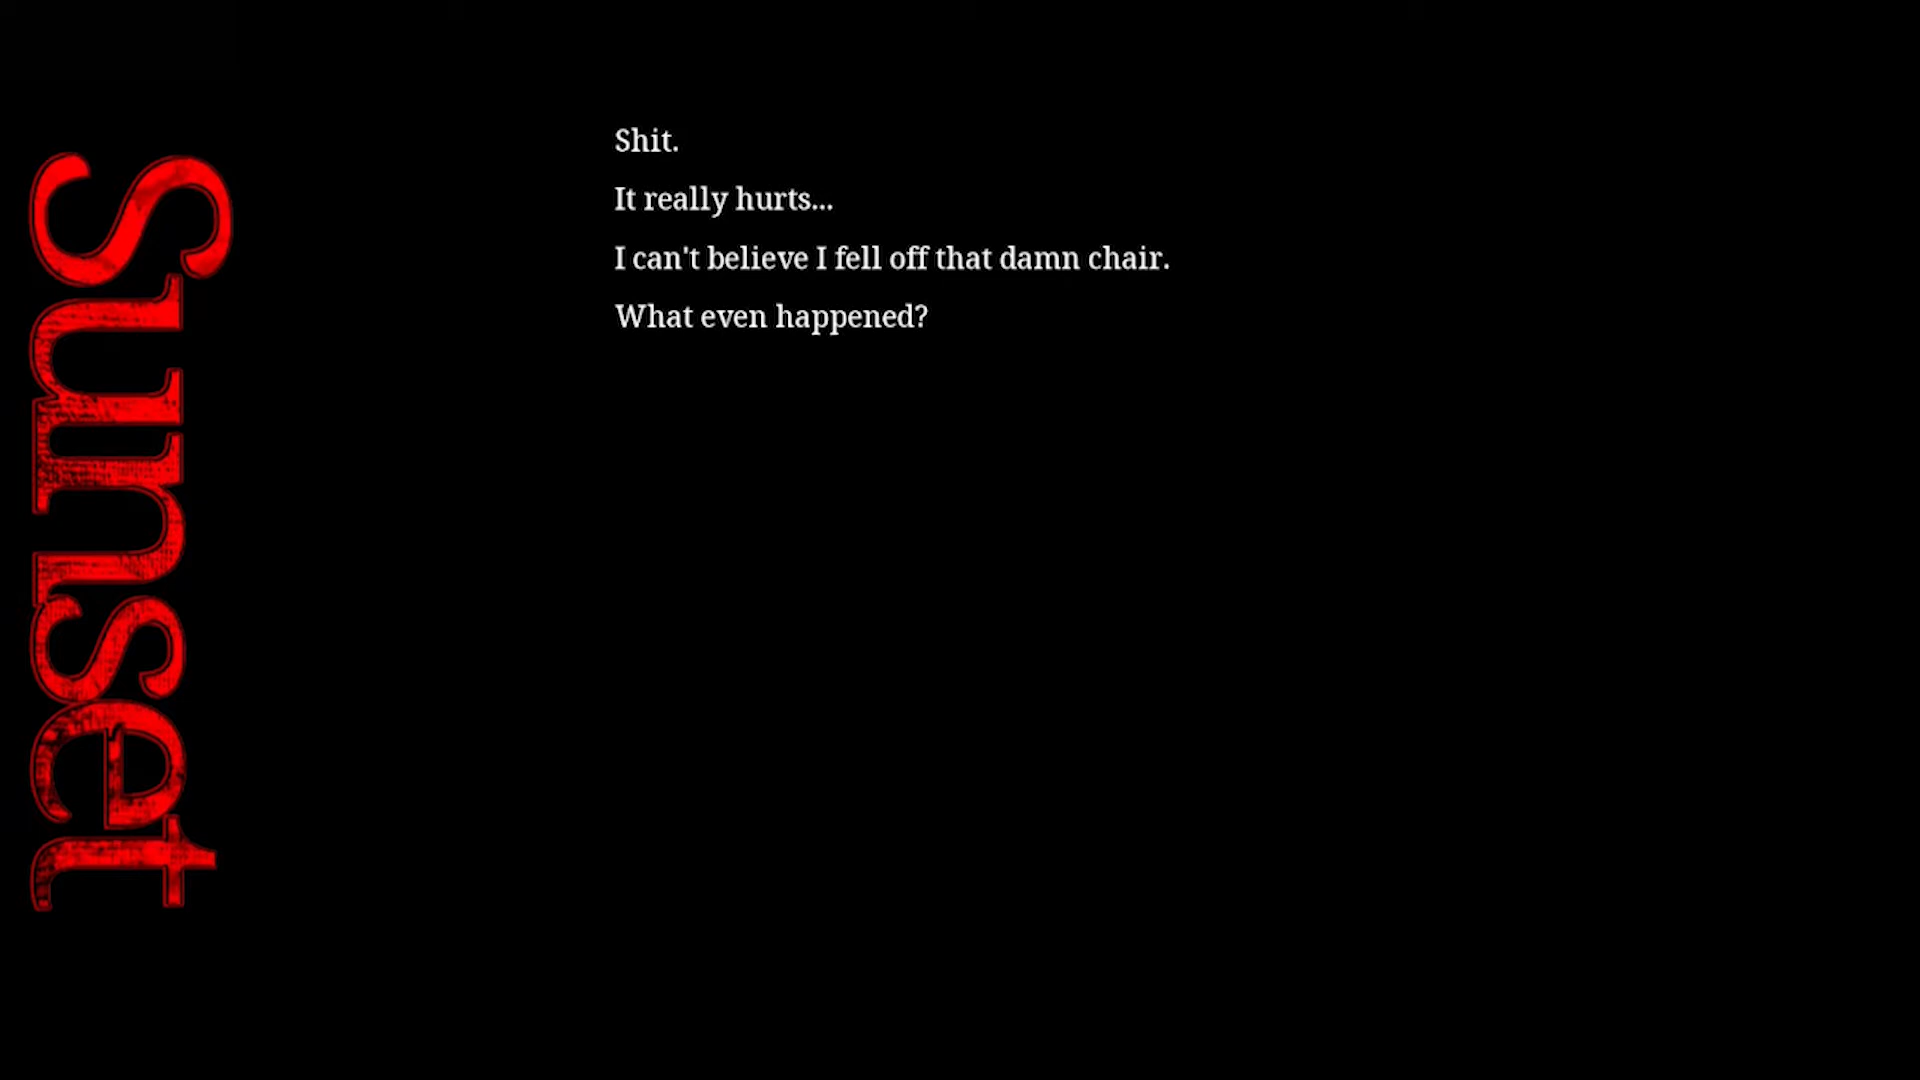 Sunset
Shit.
It really hurts...
I can't believe I fell off that damn chair.
What even happened?